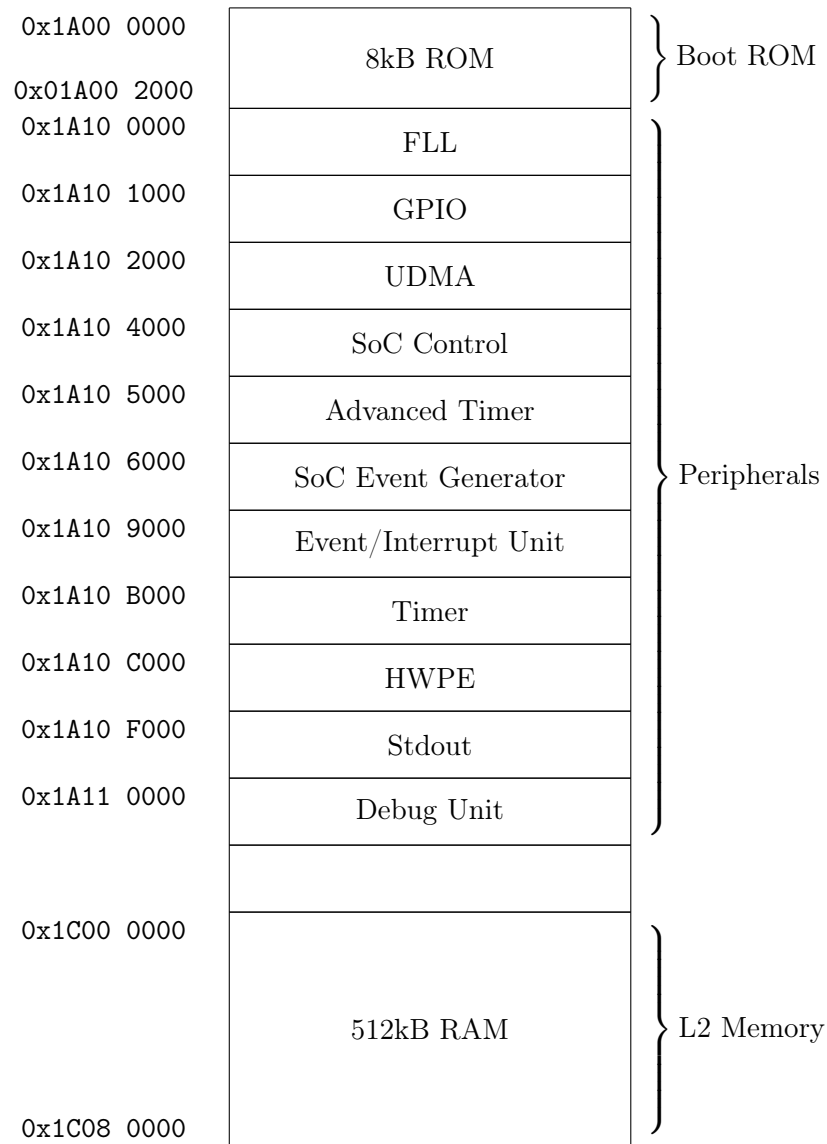 0x1A00 0000
8kB ROM
Boot ROM
0x01A00 2000
0x1A10 0000
FLL
0x1A10 1000
GPIO
0x1A10 2000
UDMA
0x1A10 4000
SoC Control
0x1A10 5000
Advanced Timer
0x1A10 6000
SoC Event Generator
Peripherals
0x1A10 9000
Event/Interrupt Unit
0x1A10 B000
Timer
0x1A10 C000
HWPE
0x1A10 F000
Stdout
0x1A11 0000
Debug Unit
0x1C00 0000
512kB RAM
L2 Memory
0x1C08 0000